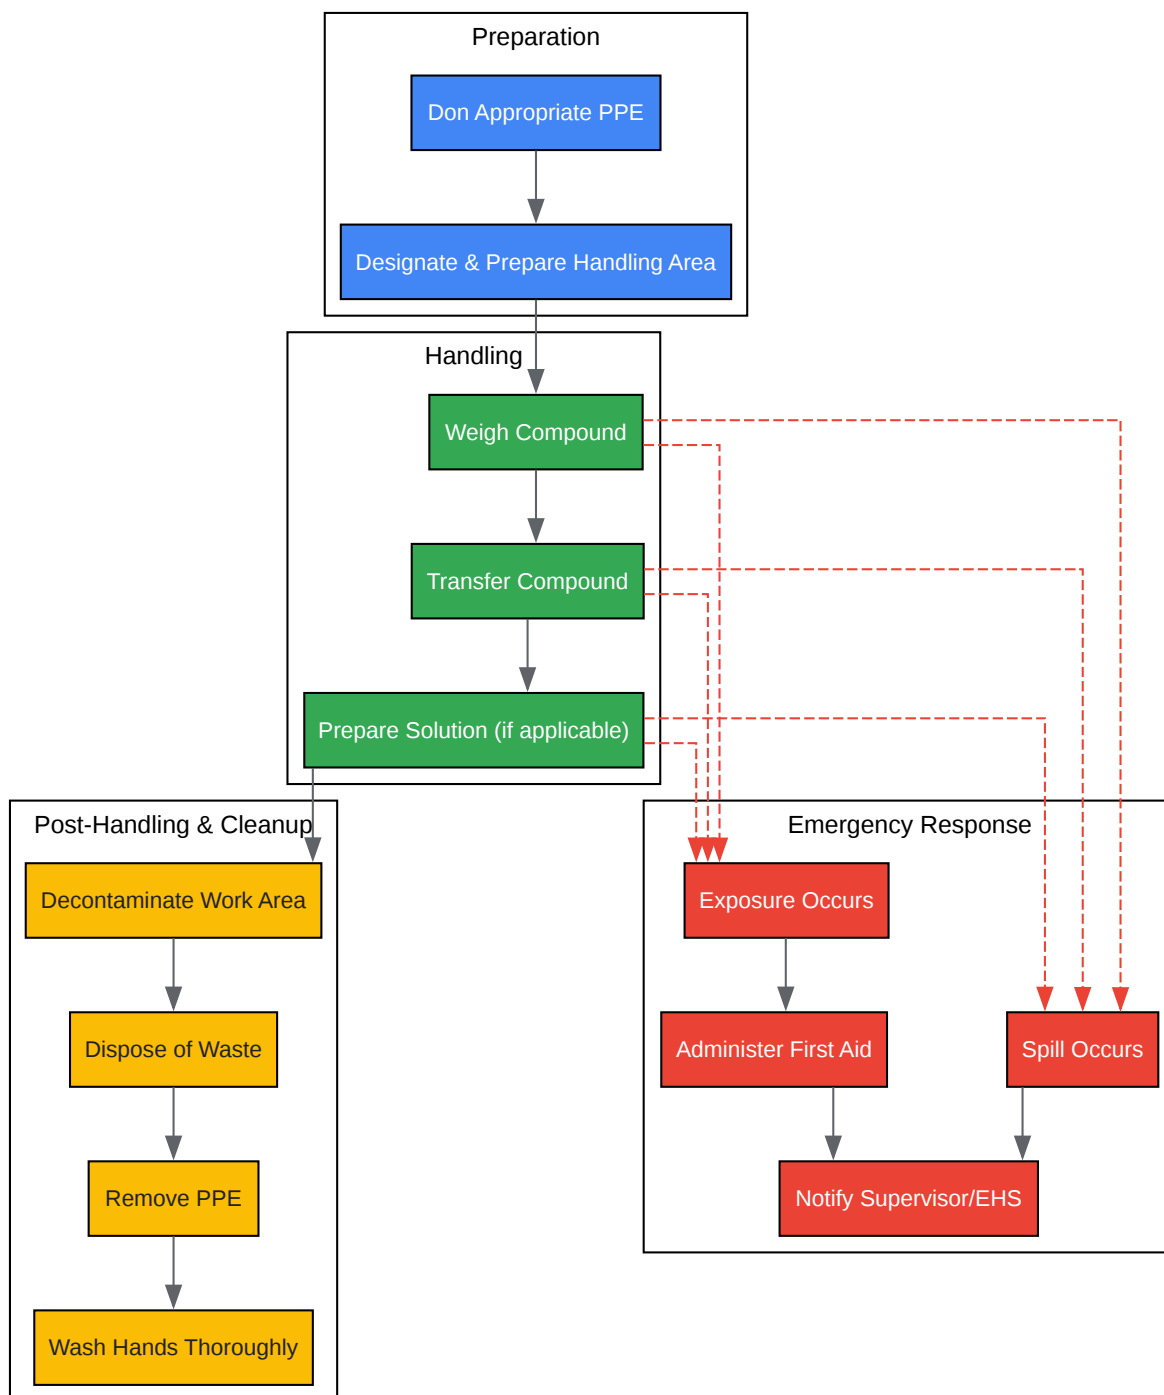 Preparation
Don Appropriate PPE
Designate & Prepare Handling Area
Handling
Weigh Compound
Transfer Compound
Prepare Solution (if applicable)
Post-Handling & Cleanup
Decontaminate Work Area
Dispose of Waste
Remove PPE
Wash Hands Thoroughly
Emergency Response
Exposure Occurs
Administer First Aid
Spill Occurs
Notify Supervisor/EHS